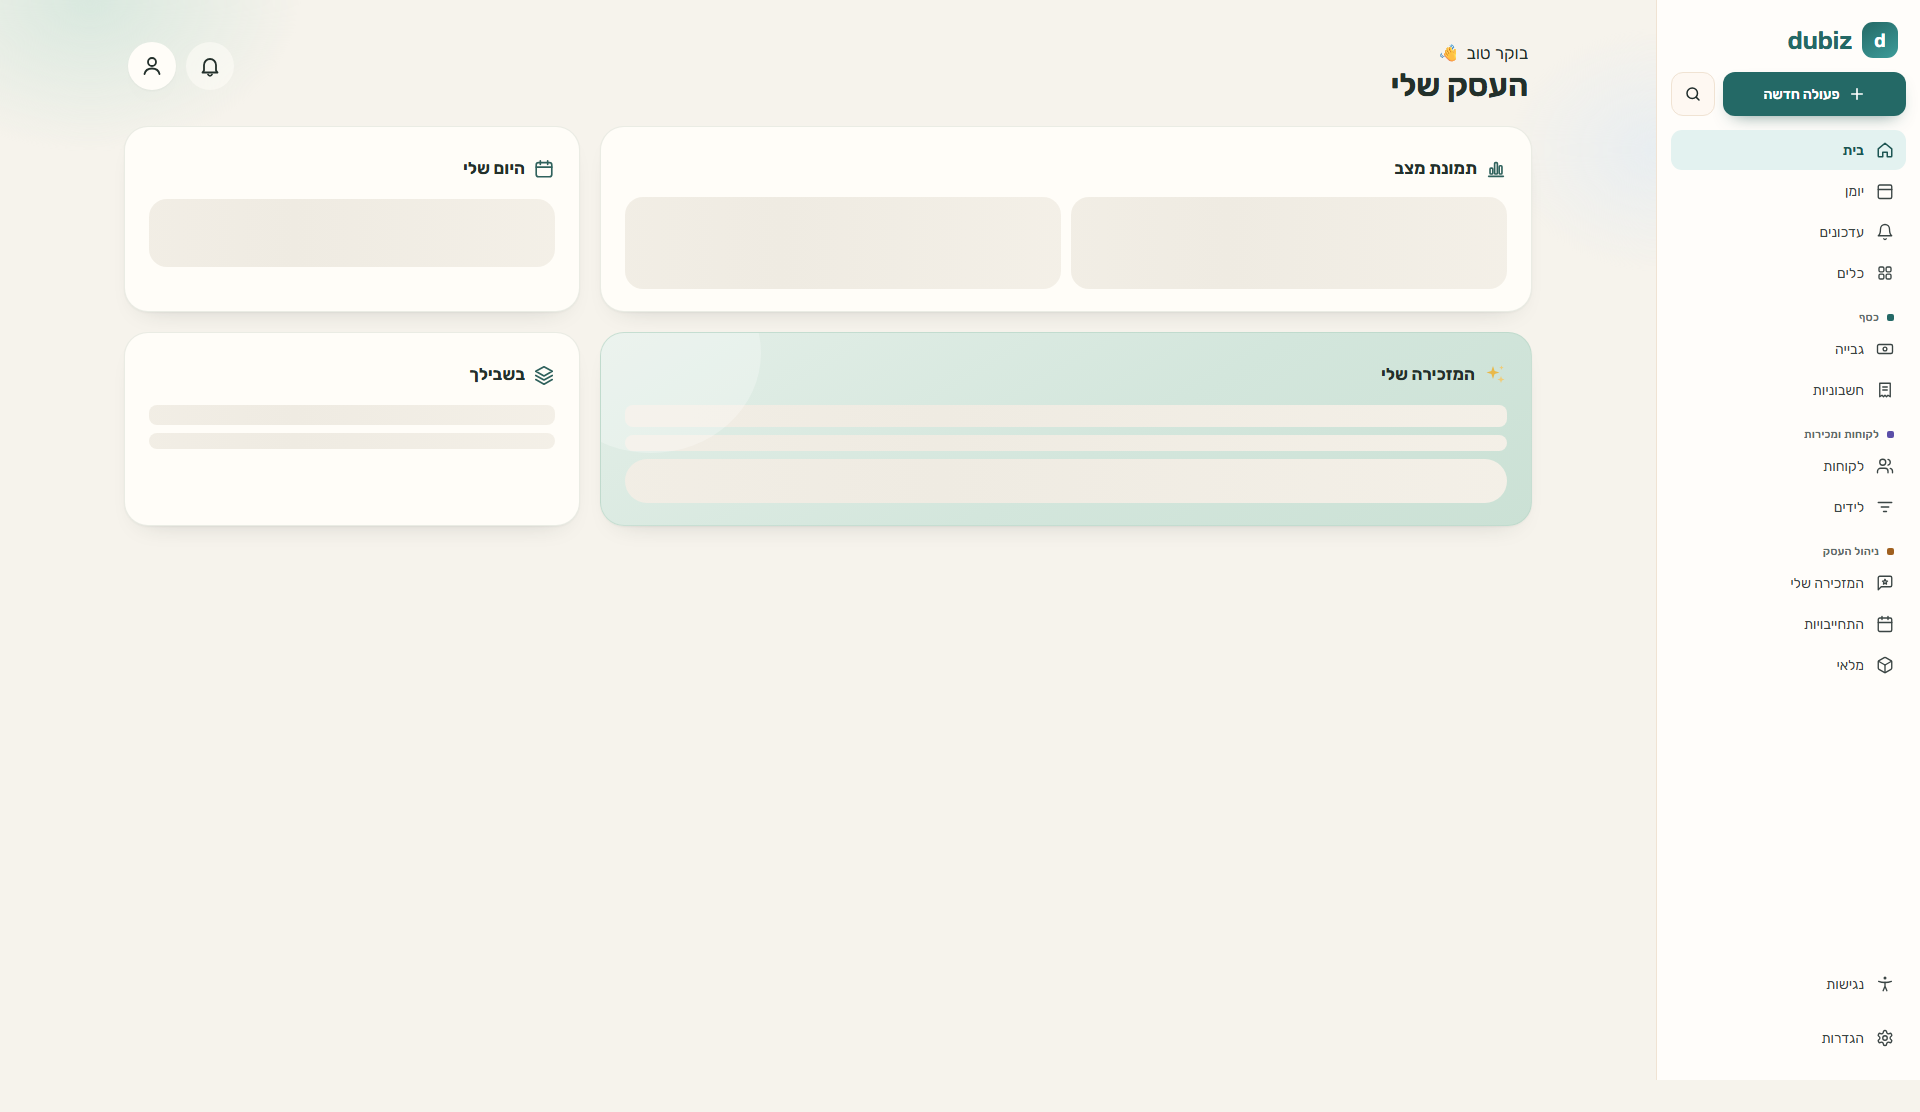 d dubiz
פעולה חדשה
בית
יומן
עדכונים
כלים
כסף
גבייה
חשבוניות
לקוחות ומכירות
לקוחות
לידים
ניהול העסק
המזכירה שלי
התחייבויות
מלאי
נגישות
הגדרות
בוקר טוב 👋
העסק שלי
תמונת מצב
היום שלי
המזכירה שלי
בשבילך